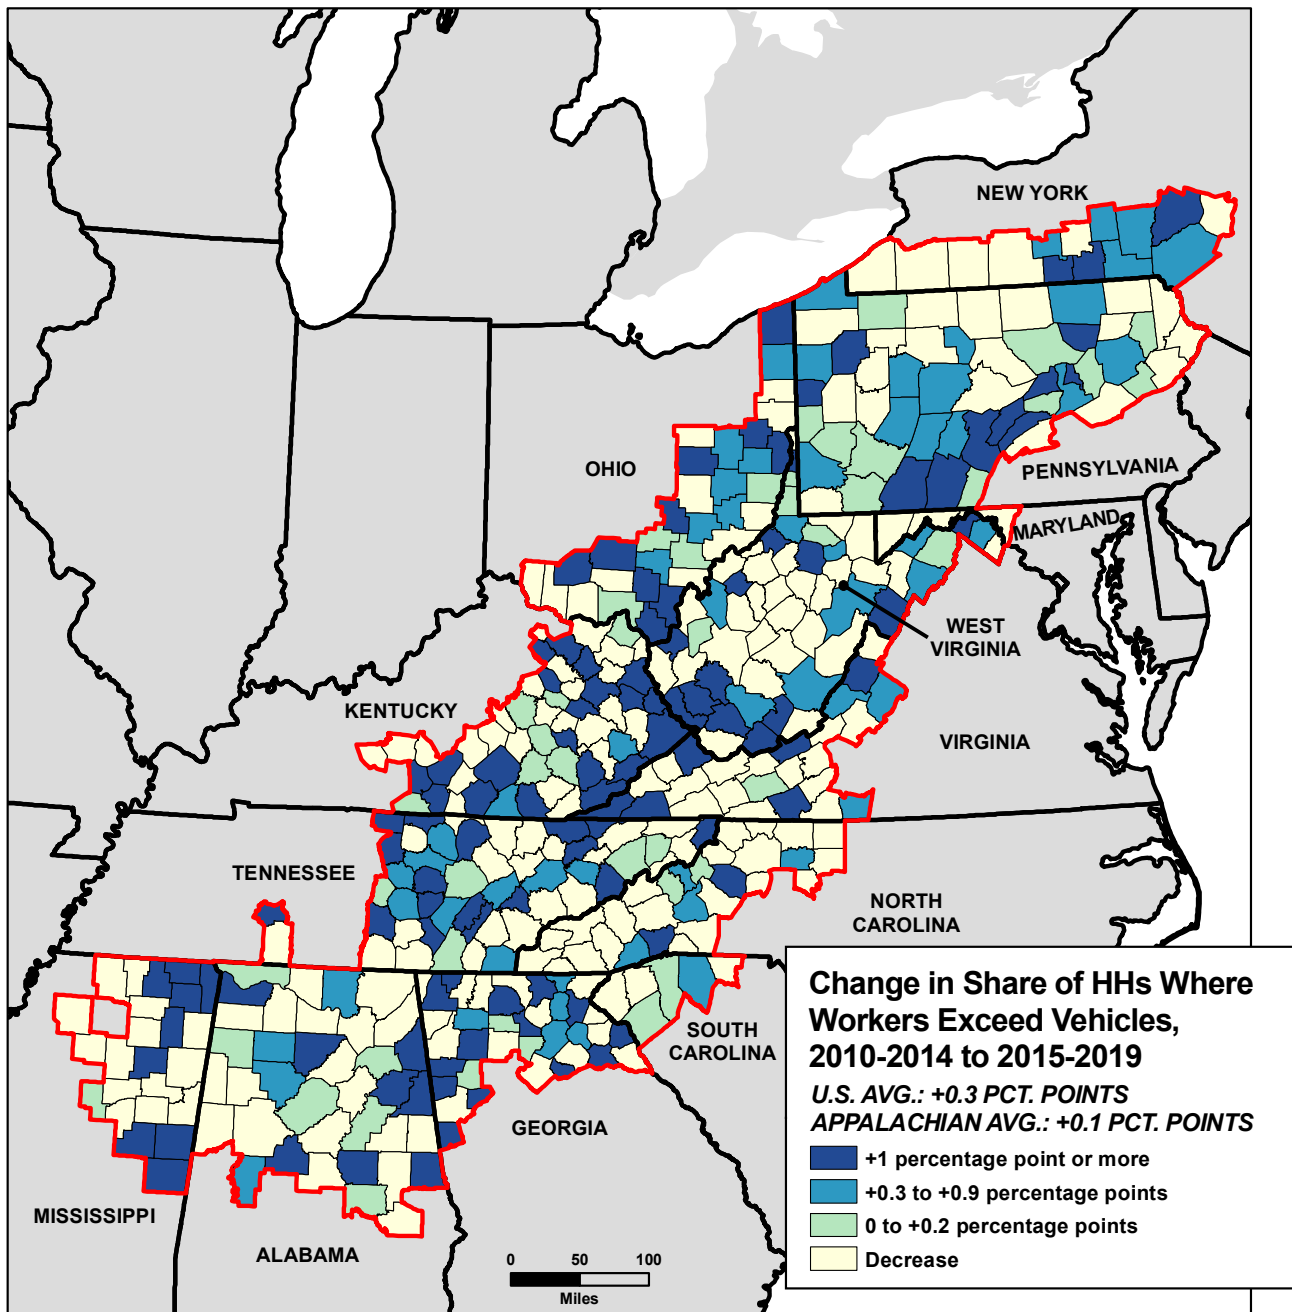 NEW YORK
OHIO
PENNSYLVANIA
MARYLAND
WEST
VIRGINIA
KENTUCKY
VIRGINIA
TENNESSEE
NORTH
CAROLINA
SOUTH
CAROLINA
GEORGIA
MISSISSIPPI
ALABAMA
Change in Share of HHs Where
Workers Exceed Vehicles,
2010-2014 to 2015-2019
U.S. AVG.: +0.3 PCT. POINTS
APPALACHIAN AVG.: +0.1 PCT. POINTS
+1 percentage point or more
+0.3 to +0.9 percentage points
0 to +0.2 percentage points
Decrease
0 50 100
Miles